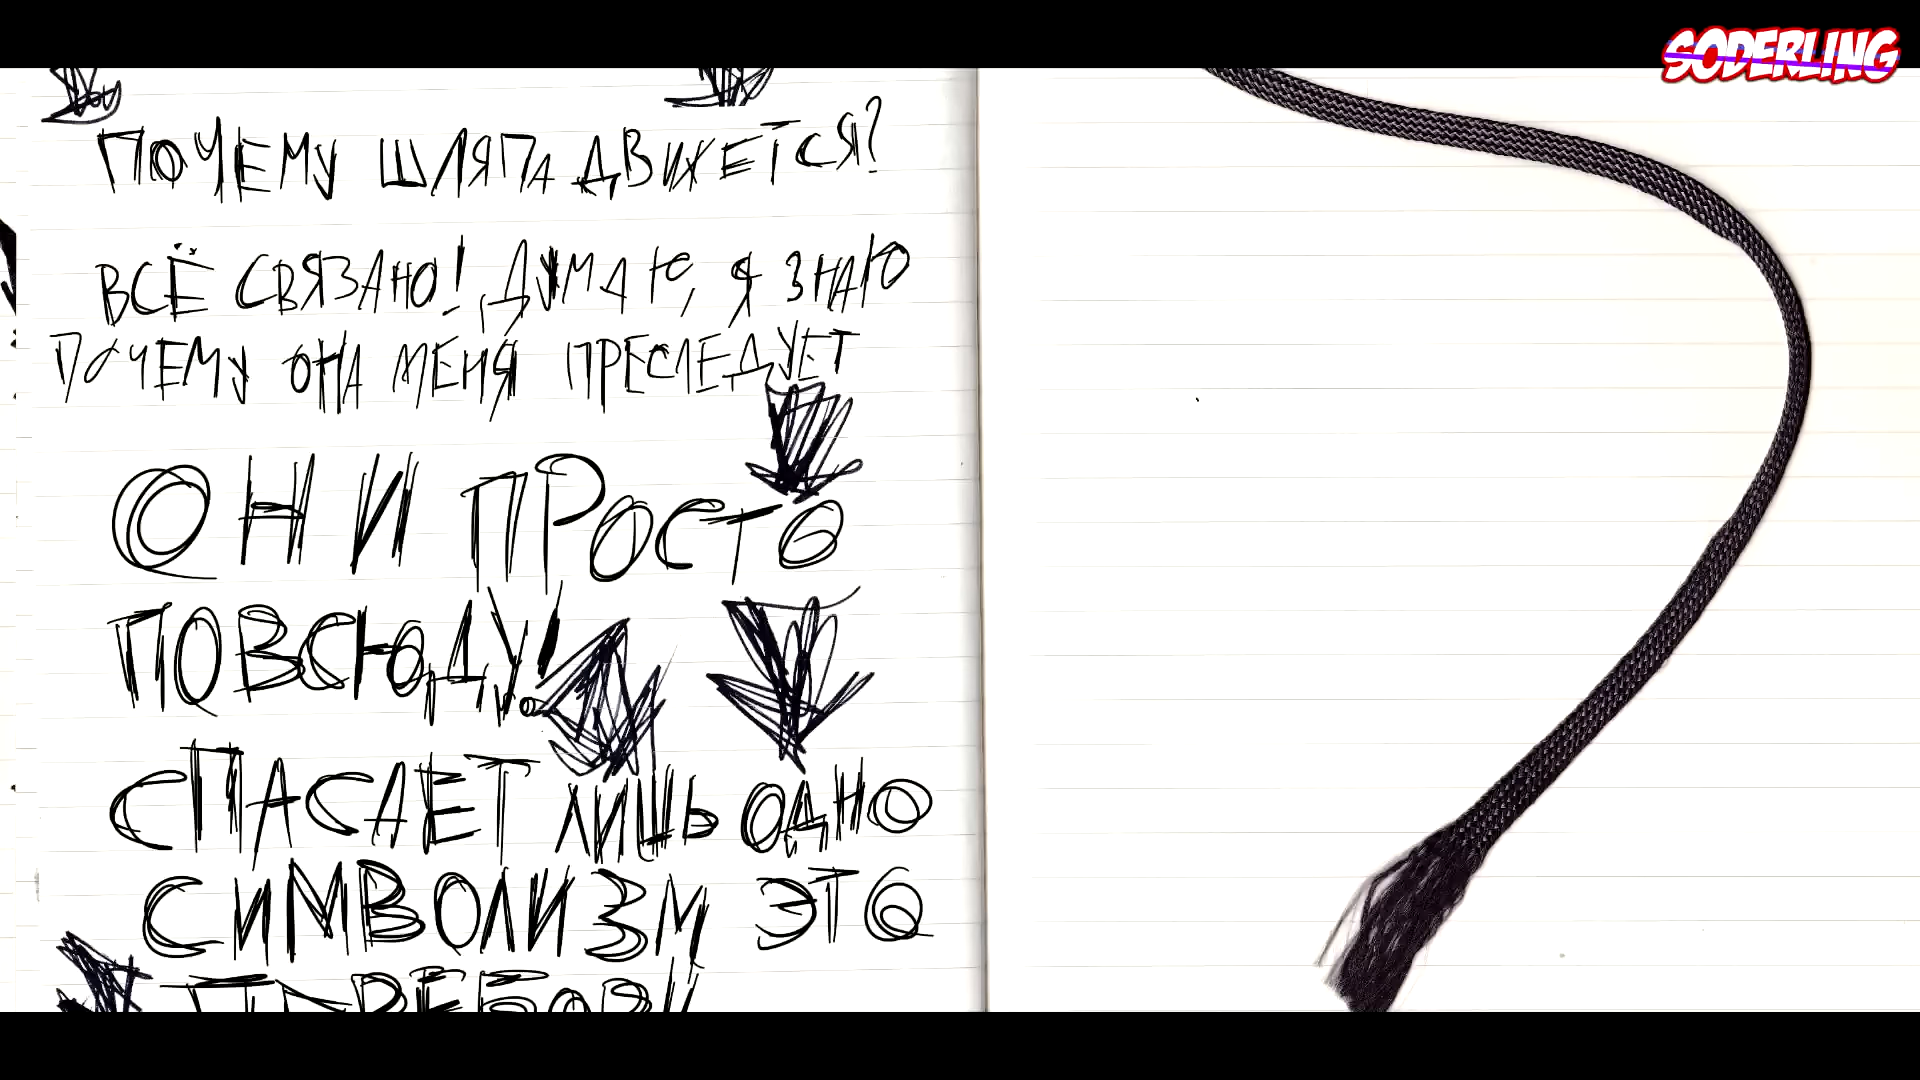 SODERLING
ПОЧЕМУ ШЛЯПА ДВИЖЕТСЯ?
ВСЁ СВЯЗАНО! ДУМАЮ, Я ЗНАЮ
ПОЧЕМУ ОНА МЕНЯ ПРЕСЛЕДУЕТ
ОНИ ПРОСТО
ПОВСЮДУ!
СПАСАЕТ ЛИШЬ ОДНО
СИМВОЛИЗМ ЭТО